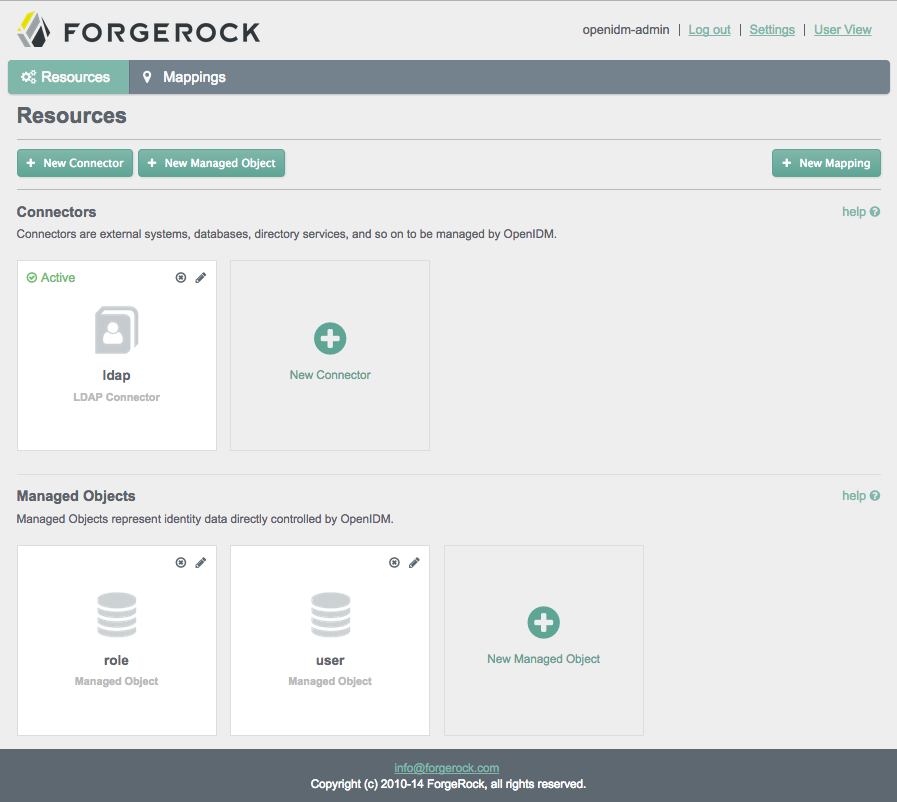 FORGEROCK
openidm-admin | Log out | Settings | User View
Resources
Mappings
Resources
+ New Connector
+ New Managed Object
+ New Mapping
Connectors
help
Connectors are external systems, databases, directory services, and so on to be managed by OpenIDM.
Active
ldap
LDAP Connector
New Connector
Managed Objects
help
Managed Objects represent identity data directly controlled by OpenIDM.
role
Managed Object
user
Managed Object
New Managed Object
info@forgerock.com
Copyright (c) 2010-14 ForgeRock, all rights reserved.